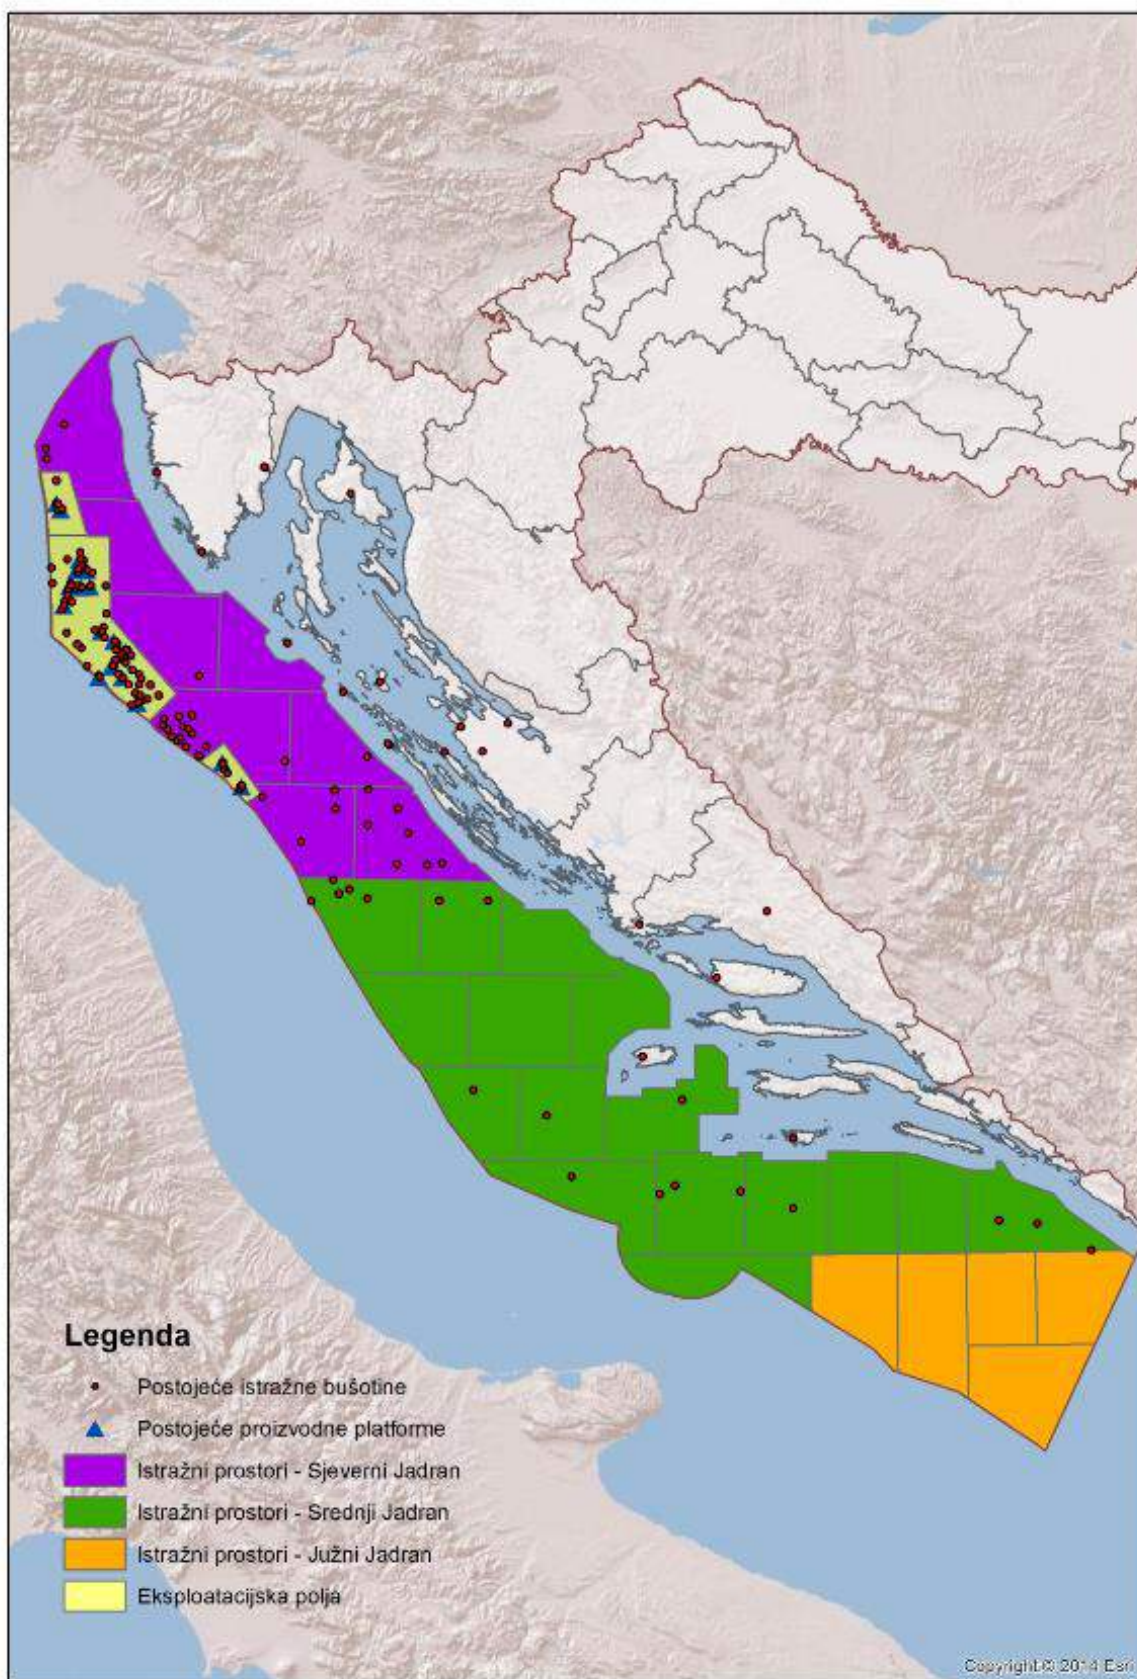 Legenda
Postojeće istražne bušotine
Postojeće proizvodne platforme
Istražni prostori - Sjeverni Jadran
Istražni prostori - Srednji Jadran
Istražni prostori - Južni Jadran
Eksploatacijska polja
Copyright:© 2014 Esri